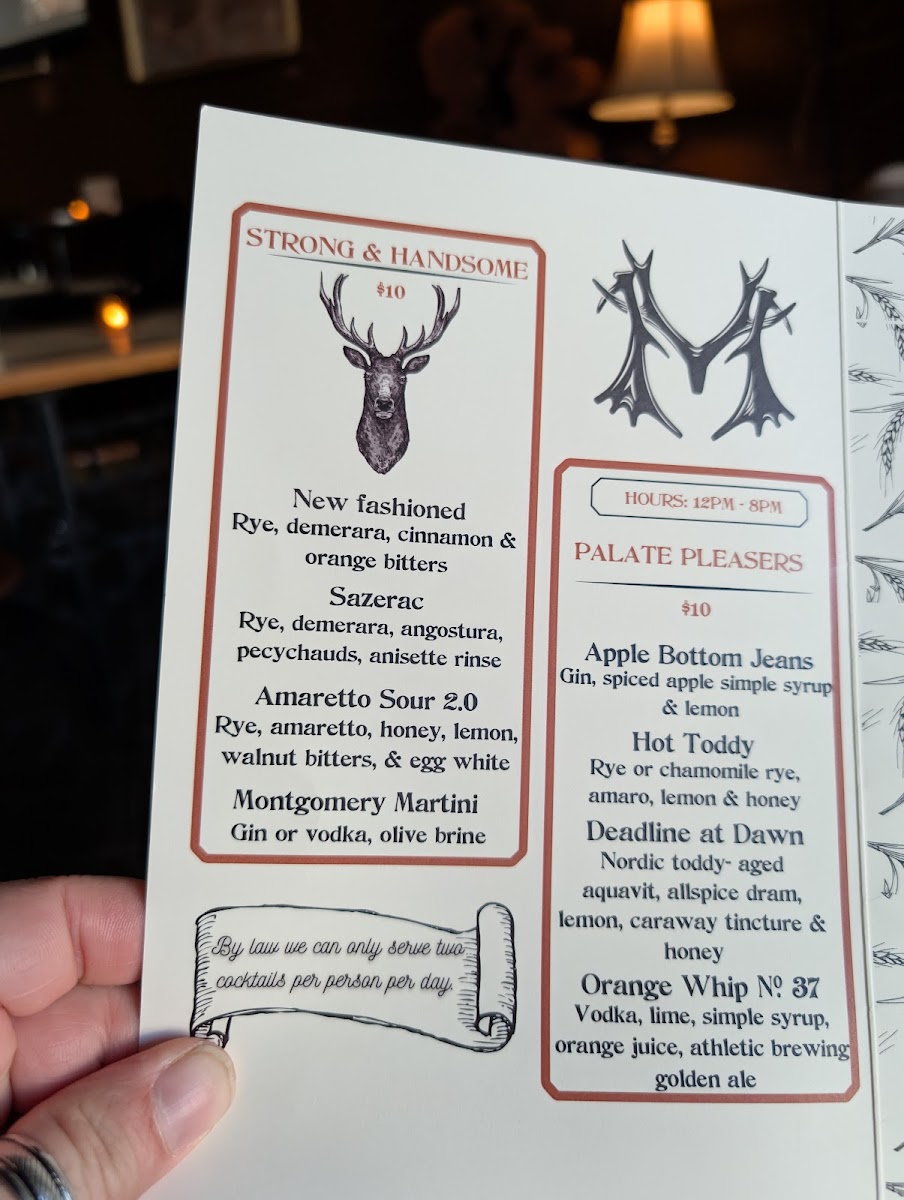 STRONG & HANDSOME
$10
New fashioned
Rye, demerara, cinnamon &
orange bitters
Sazerac
Rye, demerara, angostura,
pecychauds, anisette rinse
Amaretto Sour 2.0
Rye, amaretto, honey, lemon,
walnut bitters, & egg white
Montgomery Martini
Gin or vodka, olive brine
By law we can only serve two
cocktails per person per day.
M
HOURS: 12PM - 8PM
PALATE PLEASERS
$10
Apple Bottom Jeans
Gin, spiced apple simple syrup
& lemon
Hot Toddy
Rye or chamomile rye,
amaro, lemon & honey
Deadline at Dawn
Nordic toddy- aged
aquavit, allspice dram,
lemon, caraway tincture &
honey
Orange Whip Nº 37
Vodka, lime, simple syrup,
orange juice, athletic brewing
golden ale